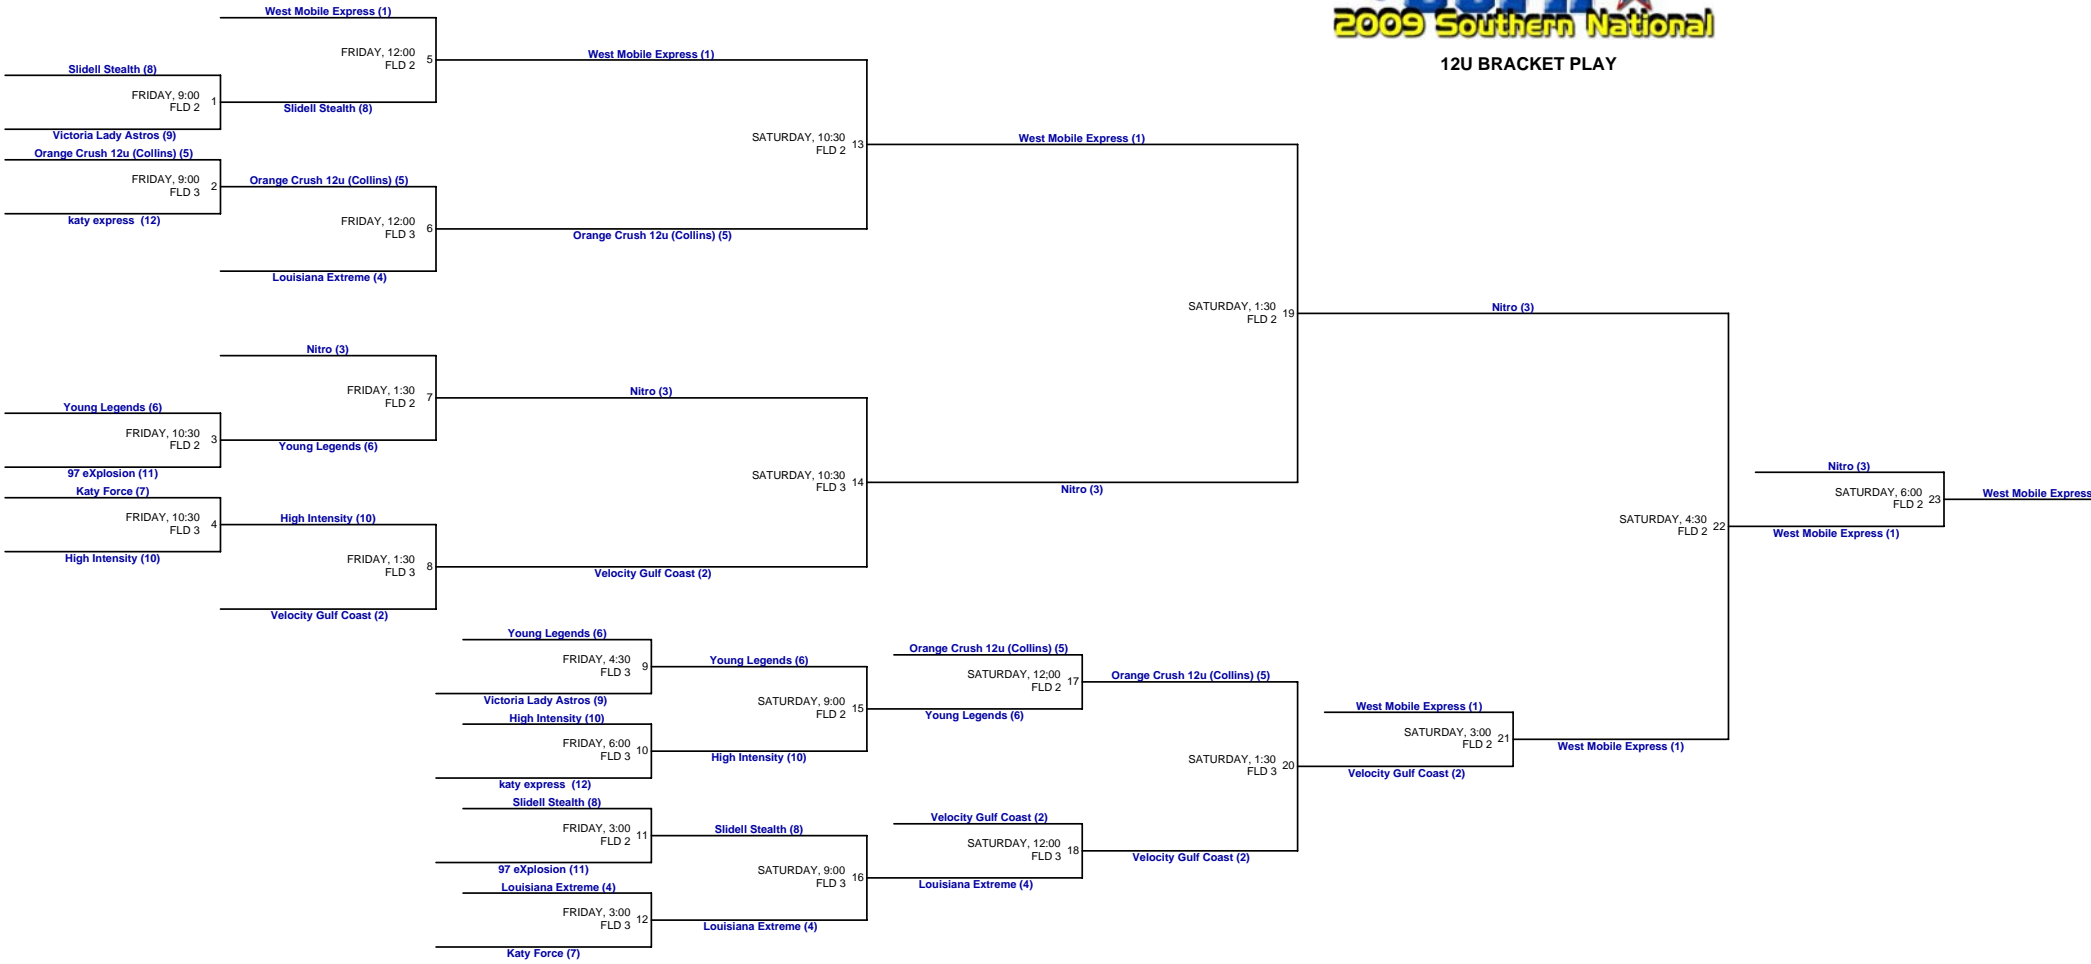 2009 Southern National
12U BRACKET PLAY
West Mobile Express (1)
FRIDAY, 12:00
FLD 2
5
West Mobile Express (1)
Slidell Stealth (8)
FRIDAY, 9:00
FLD 2
1
Slidell Stealth (8)
Victoria Lady Astros (9)
Orange Crush 12u (Collins) (5)
FRIDAY, 9:00
FLD 3
2
Orange Crush 12u (Collins) (5)
katy express (12)
FRIDAY, 12:00
FLD 3
6
Orange Crush 12u (Collins) (5)
Louisiana Extreme (4)
SATURDAY, 10:30
FLD 2
13
West Mobile Express (1)
SATURDAY, 1:30
FLD 2
19
Nitro (3)
Nitro (3)
FRIDAY, 1:30
FLD 2
7
Nitro (3)
Young Legends (6)
FRIDAY, 10:30
FLD 2
3
Young Legends (6)
97 eXplosion (11)
Katy Force (7)
FRIDAY, 10:30
FLD 3
4
High Intensity (10)
High Intensity (10)
FRIDAY, 1:30
FLD 3
8
Velocity Gulf Coast (2)
Velocity Gulf Coast (2)
SATURDAY, 10:30
FLD 3
14
Nitro (3)
SATURDAY, 4:30
FLD 2
22
Nitro (3)
SATURDAY, 6:00
FLD 2
23
West Mobile Express
West Mobile Express (1)
Young Legends (6)
FRIDAY, 4:30
FLD 3
9
Young Legends (6)
Victoria Lady Astros (9)
High Intensity (10)
FRIDAY, 6:00
FLD 3
10
High Intensity (10)
katy express (12)
SATURDAY, 9:00
FLD 2
15
Young Legends (6)
Orange Crush 12u (Collins) (5)
SATURDAY, 12;00
FLD 2
17
Orange Crush 12u (Collins) (5)
Slidell Stealth (8)
FRIDAY, 3:00
FLD 2
11
Slidell Stealth (8)
97 eXplosion (11)
Louisiana Extreme (4)
FRIDAY, 3:00
FLD 3
12
Louisiana Extreme (4)
Katy Force (7)
SATURDAY, 9:00
FLD 3
16
Louisiana Extreme (4)
Velocity Gulf Coast (2)
SATURDAY, 12:00
FLD 3
18
Velocity Gulf Coast (2)
SATURDAY, 1:30
FLD 3
20
Velocity Gulf Coast (2)
West Mobile Express (1)
SATURDAY, 3:00
FLD 2
21
West Mobile Express (1)